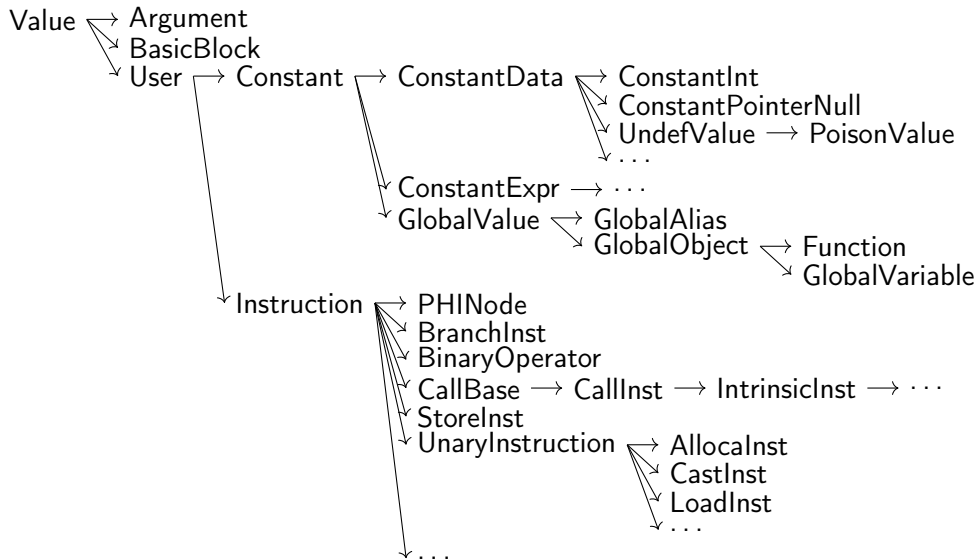 Value Argument
BasicBlock
User Constant ConstantData ConstantInt
ConstantPointerNull
UndefValue PoisonValue
. . .
ConstantExpr . . .
GlobalValue GlobalAlias
GlobalObject Function
GlobalVariable
Instruction PHINode
BranchInst
BinaryOperator
CallBase CallInst IntrinsicInst . . .
StoreInst
UnaryInstruction AllocaInst
CastInst
LoadInst
. . .
. . .